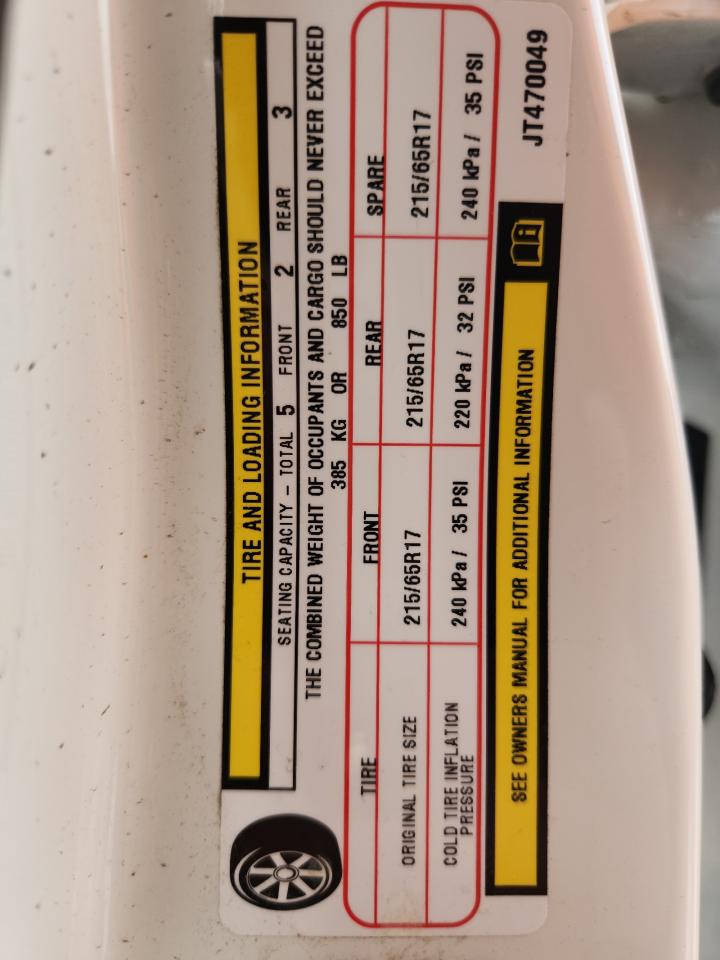 TIRE AND LOADING INFORMATION
SEATING CAPACITY – TOTAL 5 FRONT 2 REAR 3
THE COMBINED WEIGHT OF OCCUPANTS AND CARGO SHOULD NEVER EXCEED
385 KG OR 850 LB
TIRE FRONT REAR SPARE
ORIGINAL TIRE SIZE 215/65R17 215/65R17 215/65R17
COLD TIRE INFLATION
PRESSURE 240 kPa / 35 PSI 220 kPa / 32 PSI 240 kPa / 35 PSI
SEE OWNERS MANUAL FOR ADDITIONAL INFORMATION
JT470049